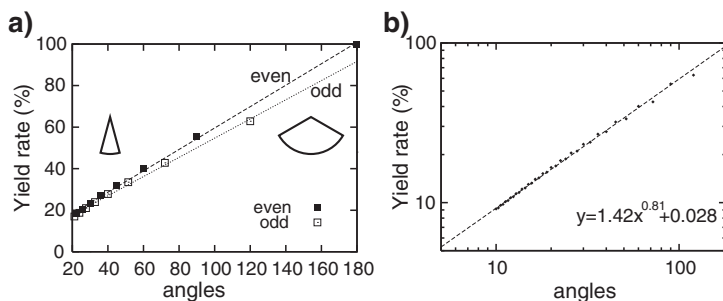 a)
Yield rate (%)
100
80
60
40
20
0
even
odd
even
odd
20 40 60 80 100 120 140 160 180
angles
b)
Yield rate (%)
100
10
y=1.42x^0.81+0.028
10 100
angles